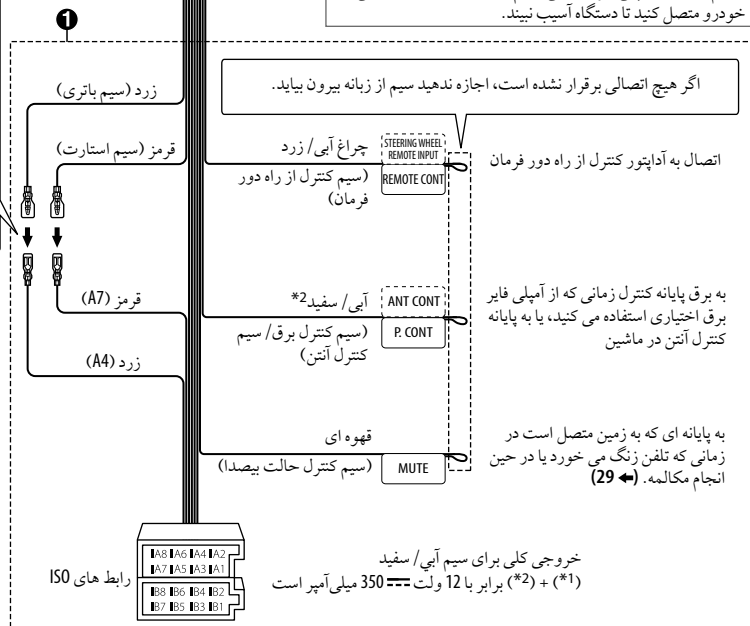 خودرو متصل کنید تا دستگاه آسیب نبیند.
1
اگر هیچ اتصالی برقرار نشده است، اجازه ندهید سیم از زبانه بیرون بیاید.
زرد (سیم باتری)
قرمز (سیم استارت)
چراغ آبی/ زرد
(سیم کنترل از راه دور
فرمان)
STEERING WHEEL
REMOTE INPUT
REMOTE CONT
اتصال به آداپتور کنترل از راه دور فرمان
قرمز (A7)
زرد (A4)
آبی/ سفید2*
(سیم کنترل برق/ سیم
کنترل آنتن)
ANT CONT
P. CONT
به برق پایانه کنترل زمانی که از آمپلی فایر
برق اختیاری استفاده می کنید، یا به پایانه
کنترل آنتن در ماشین
قهوه ای
(سیم کنترل حالت بیصدا)
MUTE
به پایانه ای که به زمین متصل است در
زمانی که تلفن زنگ می خورد یا در حین
انجام مکالمه. (➜ 29)
رابط های ISO
A8 A6 A4 A2
A7 A5 A3 A1
B8 B6 B4 B2
B7 B5 B3 B1
خروجی کلی برای سیم آبي/ سفید
(1*) + (2*) برابر با 12 ولت ⎓ 350 میلی‌آمپر است